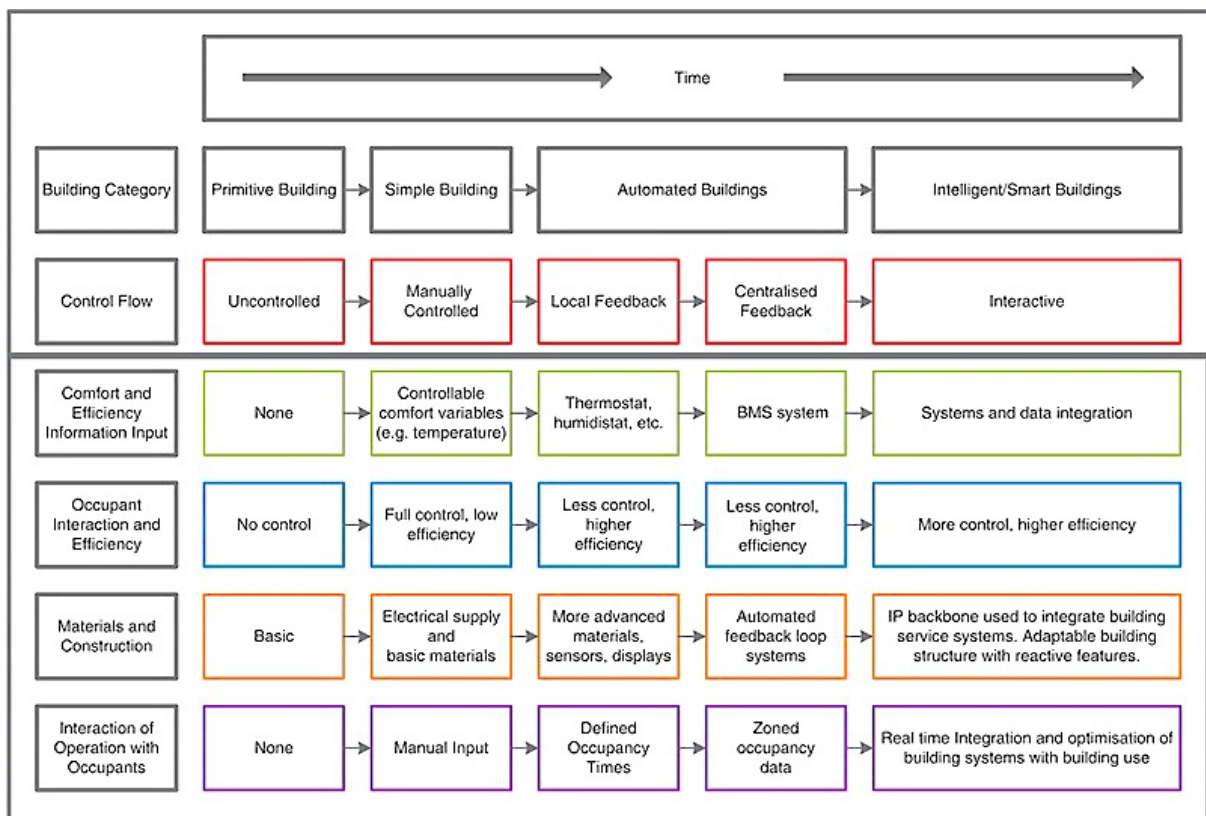 Time
Building Category
Primitive Building
Simple Building
Automated Buildings
Intelligent/Smart Buildings
Control Flow
Uncontrolled
Manually
Controlled
Local Feedback
Centralised
Feedback
Interactive
Comfort and
Efficiency
Information Input
None
Controllable
comfort variables
(e.g. temperature)
Thermostat,
humidistat, etc.
BMS system
Systems and data integration
Occupant
Interaction and
Efficiency
No control
Full control, low
efficiency
Less control,
higher
efficiency
Less control,
higher
efficiency
More control, higher efficiency
Materials and
Construction
Basic
Electrical supply
and
basic materials
More advanced
materials,
sensors, displays
Automated
feedback loop
systems
IP backbone used to integrate building
service systems. Adaptable building
structure with reactive features.
Interaction of
Operation with
Occupants
None
Manual Input
Defined
Occupancy
Times
Zoned
occupancy
data
Real time Integration and optimisation of
building systems with building use